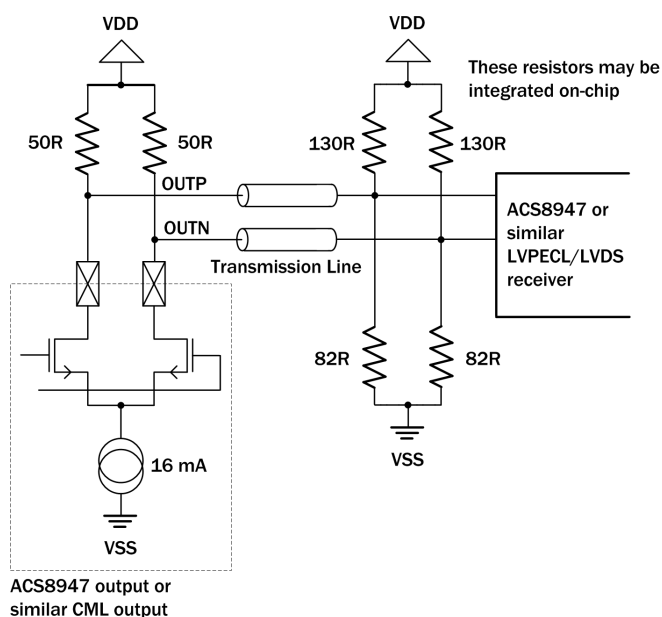 VDD
VDD
These resistors may be
integrated on-chip
50R
50R
130R
130R
OUTP
OUTN
Transmission Line
ACS8947 or
similar
LVPECL/LVDS
receiver
82R
82R
16 mA
VSS
VSS
ACS8947 output or
similar CML output